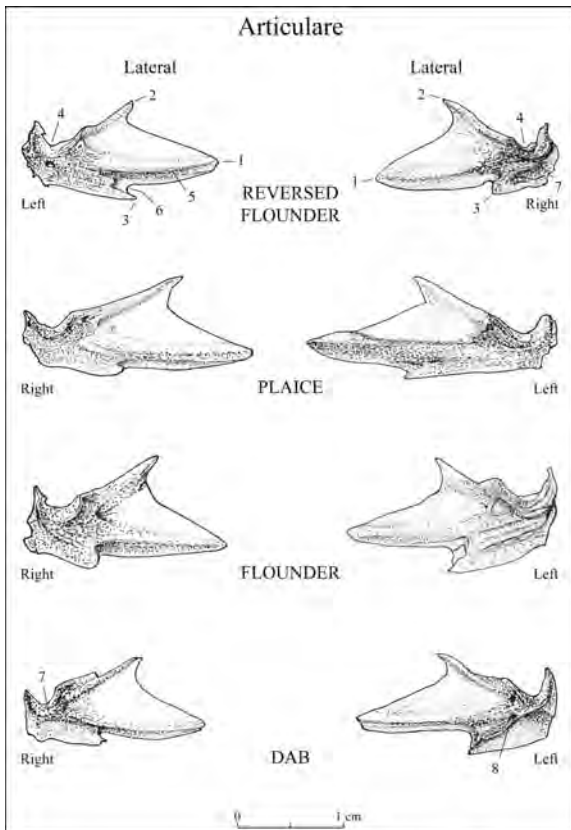 Articulare
Lateral Lateral
2 2
4 4
1 1
5 7
Left 6 REVERSED 3 Right
3 FLOUNDER
Right PLAICE Left
Right FLOUNDER Left
7
8
Right DAB Left
0 1 cm